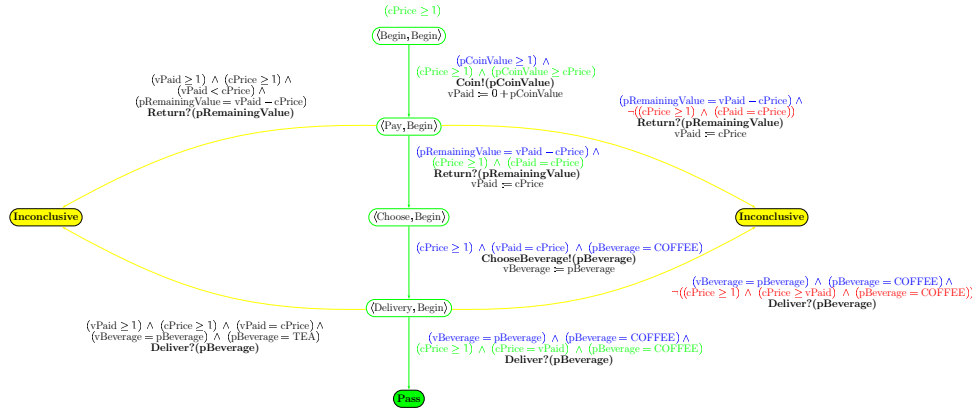 (cPrice ≥ 1)
⟨Begin, Begin⟩
(pCoinValue ≥ 1) ∧
(cPrice ≥ 1) ∧ (pCoinValue ≥ cPrice)
Coin!(pCoinValue)
vPaid := 0 + pCoinValue
(vPaid ≥ 1) ∧ (cPrice ≥ 1) ∧
(vPaid < cPrice) ∧
(pRemainingValue = vPaid − cPrice)
Return?(pRemainingValue)
(pRemainingValue = vPaid − cPrice) ∧
¬((cPrice ≥ 1) ∧ (cPaid = cPrice))
Return?(pRemainingValue)
vPaid := cPrice
⟨Pay, Begin⟩
(pRemainingValue = vPaid − cPrice) ∧
(cPrice ≥ 1) ∧ (cPaid = cPrice)
Return?(pRemainingValue)
vPaid := cPrice
Inconclusive
⟨Choose, Begin⟩
Inconclusive
(cPrice ≥ 1) ∧ (vPaid = cPrice) ∧ (pBeverage = COFFEE)
ChooseBeverage!(pBeverage)
vBeverage := pBeverage
(vBeverage = pBeverage) ∧ (pBeverage = COFFEE) ∧
¬((cPrice ≥ 1) ∧ (cPrice ≥ vPaid) ∧ (pBeverage = COFFEE))
Deliver?(pBeverage)
⟨Delivery, Begin⟩
(vPaid ≥ 1) ∧ (cPrice ≥ 1) ∧ (vPaid = cPrice) ∧
(vBeverage = pBeverage) ∧ (pBeverage = TEA)
Deliver?(pBeverage)
(vBeverage = pBeverage) ∧ (pBeverage = COFFEE) ∧
(cPrice ≥ 1) ∧ (cPrice = vPaid) ∧ (pBeverage = COFFEE)
Deliver?(pBeverage)
Pass